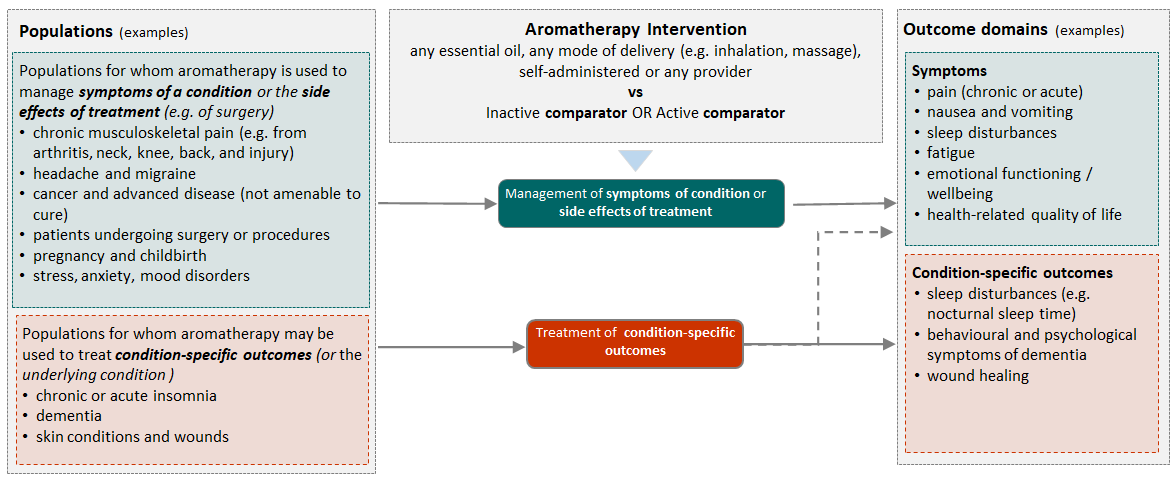 Populations (examples)
Populations for whom aromatherapy is used to
manage symptoms of a condition or the side
effects of treatment (e.g. of surgery)
• chronic musculoskeletal pain (e.g. from
arthritis, neck, knee, back, and injury)
• headache and migraine
• cancer and advanced disease (not amenable to
cure)
• patients undergoing surgery or procedures
• pregnancy and childbirth
• stress, anxiety, mood disorders
Populations for whom aromatherapy may be
used to treat condition-specific outcomes (or the
underlying condition )
• chronic or acute insomnia
• dementia
• skin conditions and wounds
Aromatherapy Intervention
any essential oil, any mode of delivery (e.g. inhalation, massage),
self-administered or any provider
vs
Inactive comparator OR Active comparator
Management of symptoms of condition or
side effects of treatment
Treatment of condition-specific
outcomes
Outcome domains (examples)
Symptoms
• pain (chronic or acute)
• nausea and vomiting
• sleep disturbances
• fatigue
• emotional functioning /
wellbeing
• health-related quality of life
Condition-specific outcomes
• sleep disturbances (e.g.
nocturnal sleep time)
• behavioural and psychological
symptoms of dementia
• wound healing